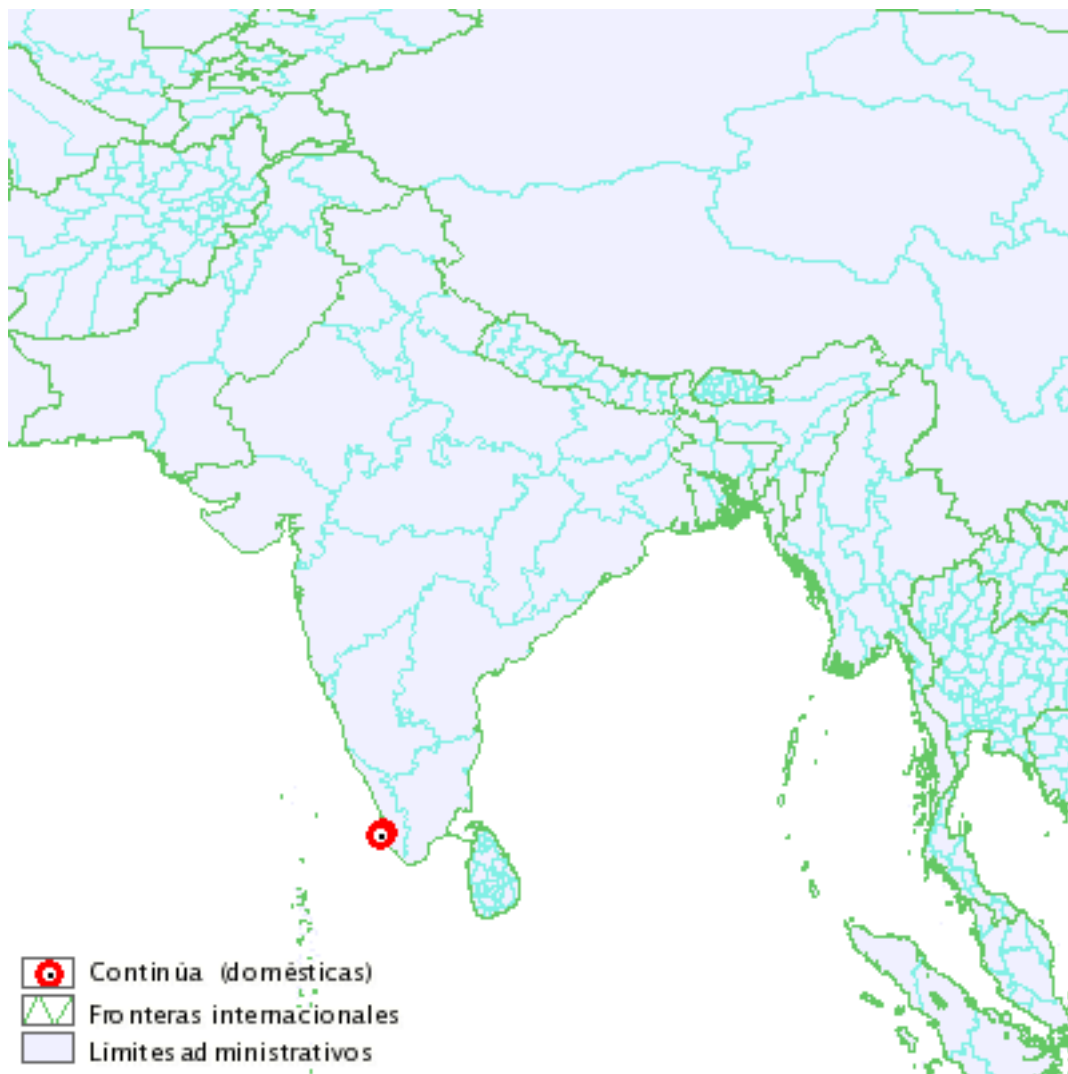 Continúa (domésticas)
Fronteras internacionales
Límites administrativos